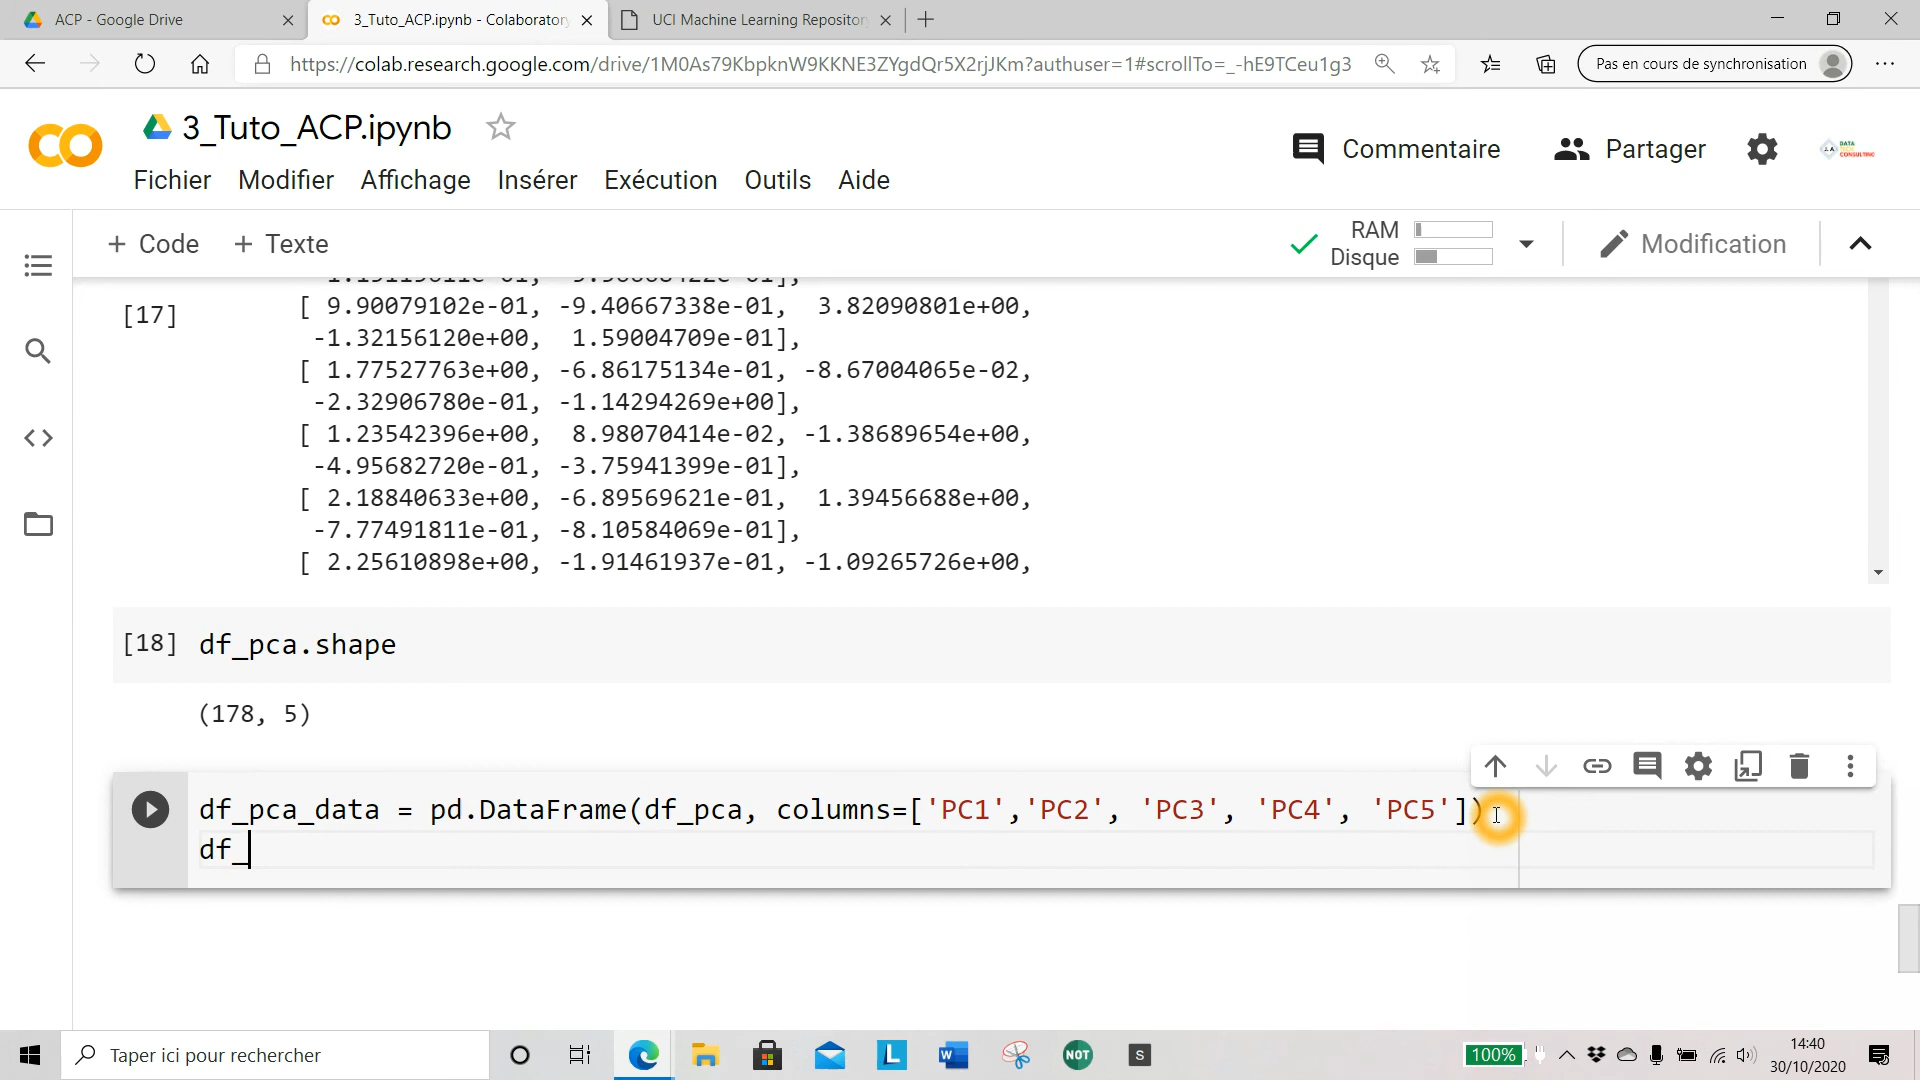 ACP - Google Drive
3_Tuto_ACP.ipynb - Colaboratory
UCI Machine Learning Repository
https://colab.research.google.com/drive/1M0As79KbpknW9KKNE3ZYgdQr5X2rjJKm?authuser=1#scrollTo=_-hE9TCeu1g3
Pas en cours de synchronisation
3_Tuto_ACP.ipynb
Commentaire
Partager
DATA
CONSULTING
Fichier Modifier Affichage Insérer Exécution Outils Aide
+ Code + Texte
RAM
Disque
Modification
[17]
[ 9.90079102e-01, -9.40667338e-01, 3.82090801e+00,
-1.32156120e+00, 1.59004709e-01],
[ 1.77527763e+00, -6.86175134e-01, -8.67004065e-02,
-2.32906780e-01, -1.14294269e+00],
[ 1.23542396e+00, 8.98070414e-02, -1.38689654e+00,
-4.95682720e-01, -3.75941399e-01],
[ 2.18840633e+00, -6.89569621e-01, 1.39456688e+00,
-7.77491811e-01, -8.10584069e-01],
[ 2.25610898e+00, -1.91461937e-01, -1.09265726e+00,
[18] df_pca.shape
(178, 5)
df_pca_data = pd.DataFrame(df_pca, columns=['PC1','PC2', 'PC3', 'PC4', 'PC5'])
df_
Taper ici pour rechercher
L
W
NOT
S
100%
14:40
30/10/2020